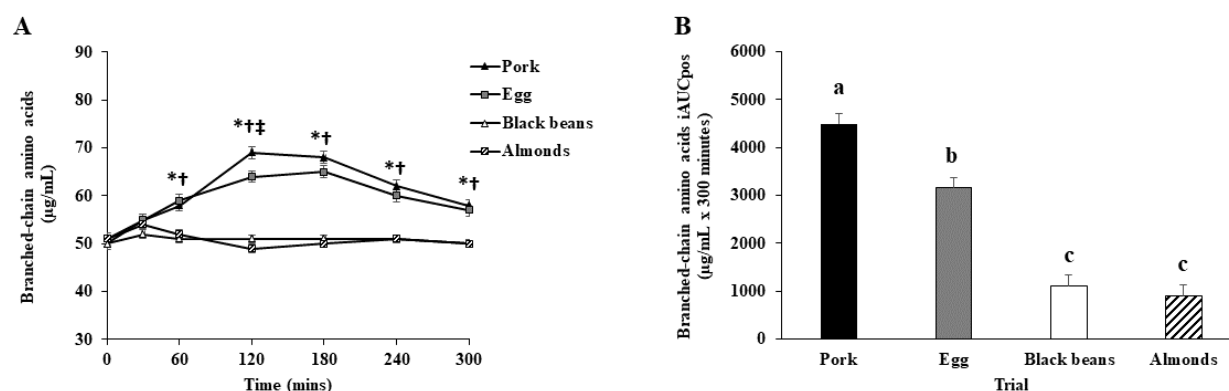 A
Branched-chain amino acids
(µg/mL)
90
80
70
60
50
40
30
*†
*†‡
*†
*†
*†
Pork
Egg
Black beans
Almonds
0
60
120
180
240
300
Time (mins)
B
Branched-chain amino acids iAUCpos
(µg/mL x 300 minutes)
6000
5000
4000
3000
2000
1000
0
a
b
c
c
Pork
Egg
Black beans
Almonds
Trial